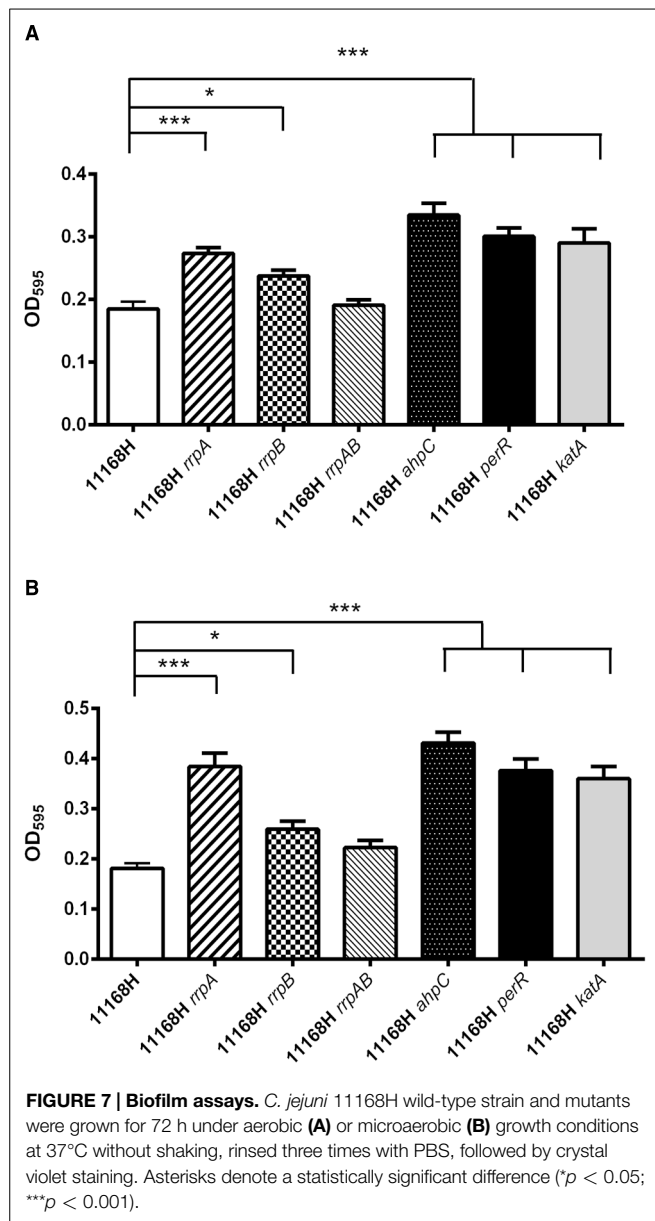 A
***
*
***
0.4
0.3
0.2
0.1
0.0
OD595
11168H
11168H rrpA
11168H rrpB
11168H rrpAB
11168H ahpC
11168H perR
11168H katA
B
***
*
***
0.5
0.4
0.3
0.2
0.1
0.0
OD595
11168H
11168H rrpA
11168H rrpB
11168H rrpAB
11168H ahpC
11168H perR
11168H katA
FIGURE 7 | Biofilm assays. C. jejuni 11168H wild-type strain and mutants
were grown for 72 h under aerobic (A) or microaerobic (B) growth conditions
at 37°C without shaking, rinsed three times with PBS, followed by crystal
violet staining. Asterisks denote a statistically significant difference (*p < 0.05;
***p < 0.001).